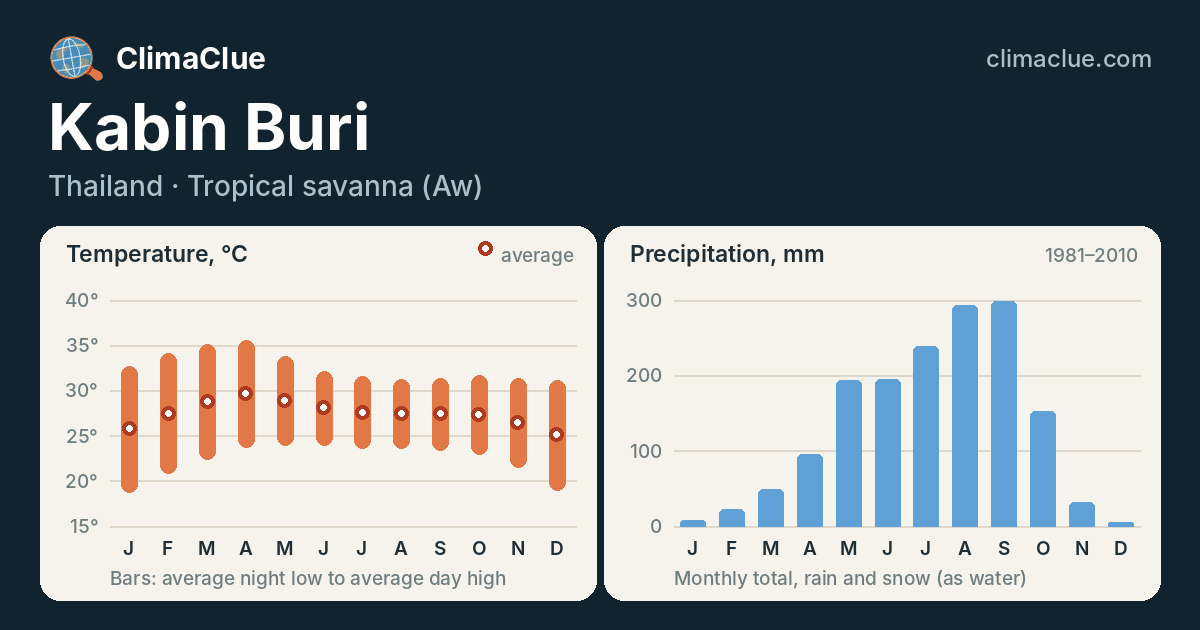 ClimaClue
climaclue.com
Kabin Buri
Thailand · Tropical savanna (Aw)
Temperature, °C
average
40°
35°
30°
25°
20°
15°
J F M A M J J A S O N D
Bars: average night low to average day high
Precipitation, mm
1981–2010
300
200
100
0
J F M A M J J A S O N D
Monthly total, rain and snow (as water)